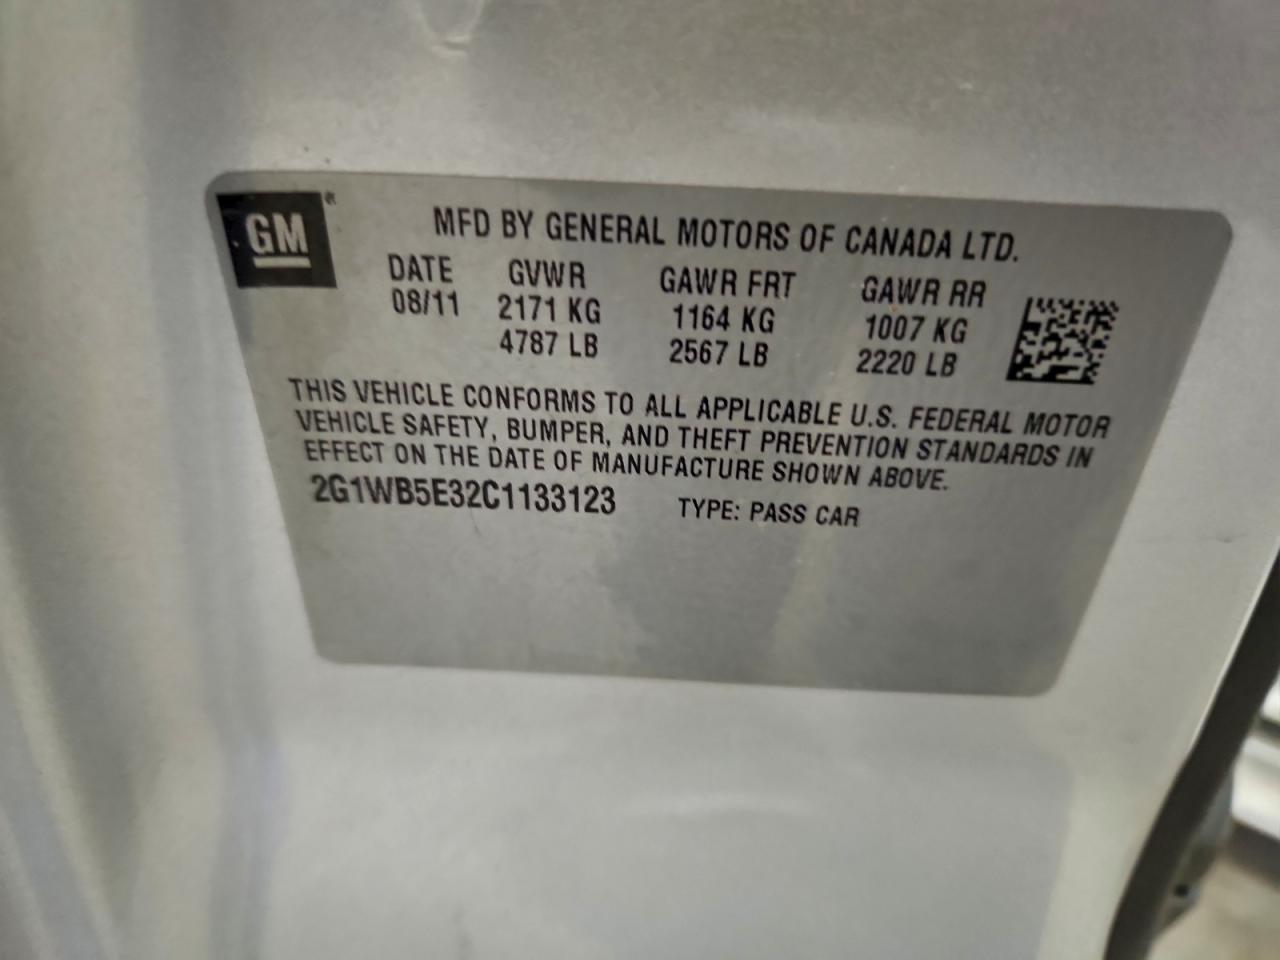 GM
MFD BY GENERAL MOTORS OF CANADA LTD.
DATE GVWR GAWR FRT GAWR RR
08/11 2171 KG 1164 KG 1007 KG
4787 LB 2567 LB 2220 LB
THIS VEHICLE CONFORMS TO ALL APPLICABLE U.S. FEDERAL MOTOR
VEHICLE SAFETY, BUMPER, AND THEFT PREVENTION STANDARDS IN
EFFECT ON THE DATE OF MANUFACTURE SHOWN ABOVE.
2G1WB5E32C1133123 TYPE: PASS CAR